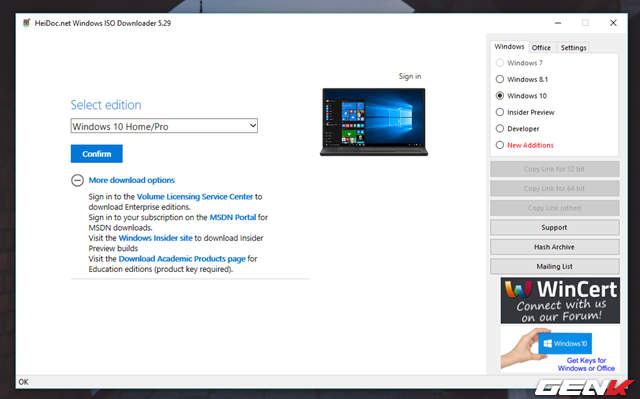 HeiDoc.net Windows ISO Downloader 5.29
Sign in
Select edition
Windows 10 Home/Pro
Confirm
More download options
Sign in to the Volume Licensing Service Center to
download Enterprise editions.
Sign in to your subscription on the MSDN Portal for
MSDN downloads.
Visit the Windows Insider site to download Insider
Preview builds
Visit the Download Academic Products page for
Education editions (product key required).
Windows
Office
Settings
Windows 7
Windows 8.1
Windows 10
Insider Preview
Developer
New Additions
Copy Link for 32 bit
Copy Link for 64 bit
Copy Link (other)
Support
Hash Archive
Mailing List
WinCert
Connect with us
on our Forum!
Windows 10
Get Keys for
Windows or Office
OK
GENK